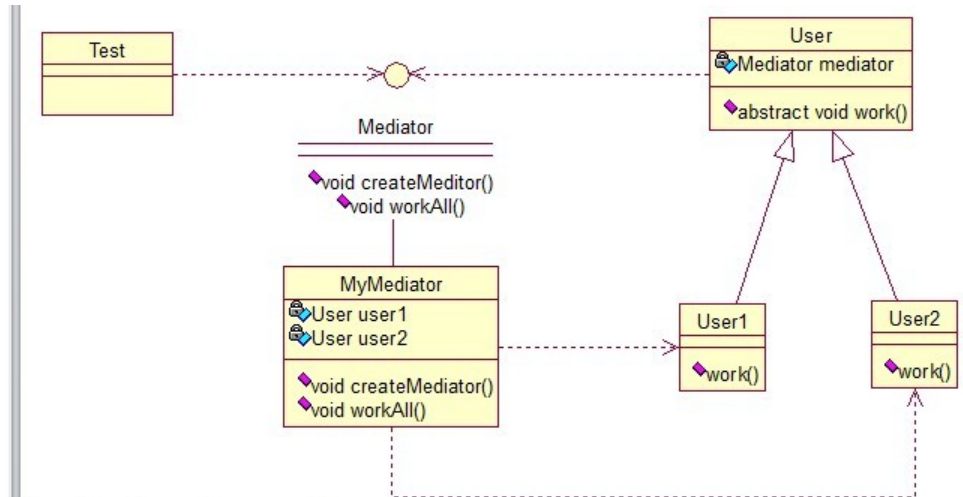 Test
User
Mediator mediator
abstract void work()
Mediator
void createMeditor()
void workAll()
MyMediator
User user1
User user2
void createMediator()
void workAll()
User1
work()
User2
work()